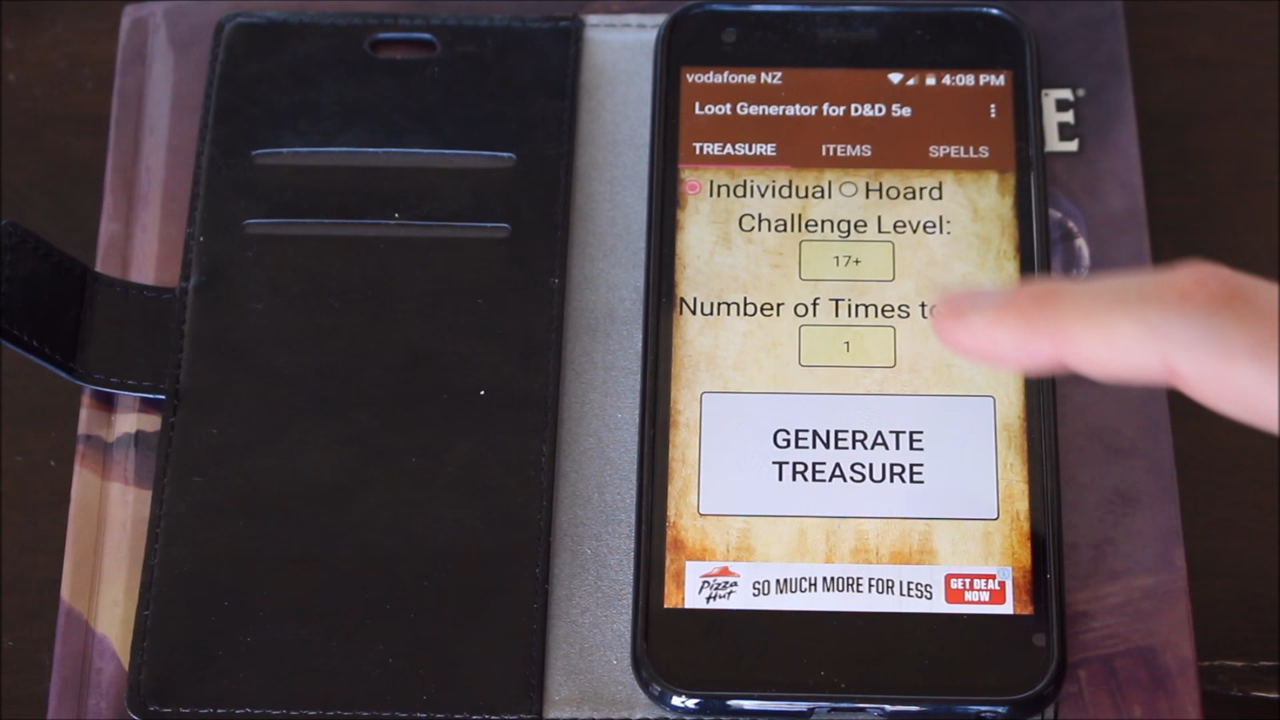 vodafone NZ 4:08 PM
Loot Generator for D&D 5e
TREASURE ITEMS SPELLS
Individual Hoard
Challenge Level:
17+
Number of Times
1
GENERATE
TREASURE
Pizza
Hut
SO MUCH MORE FOR LESS
GET DEAL
NOW